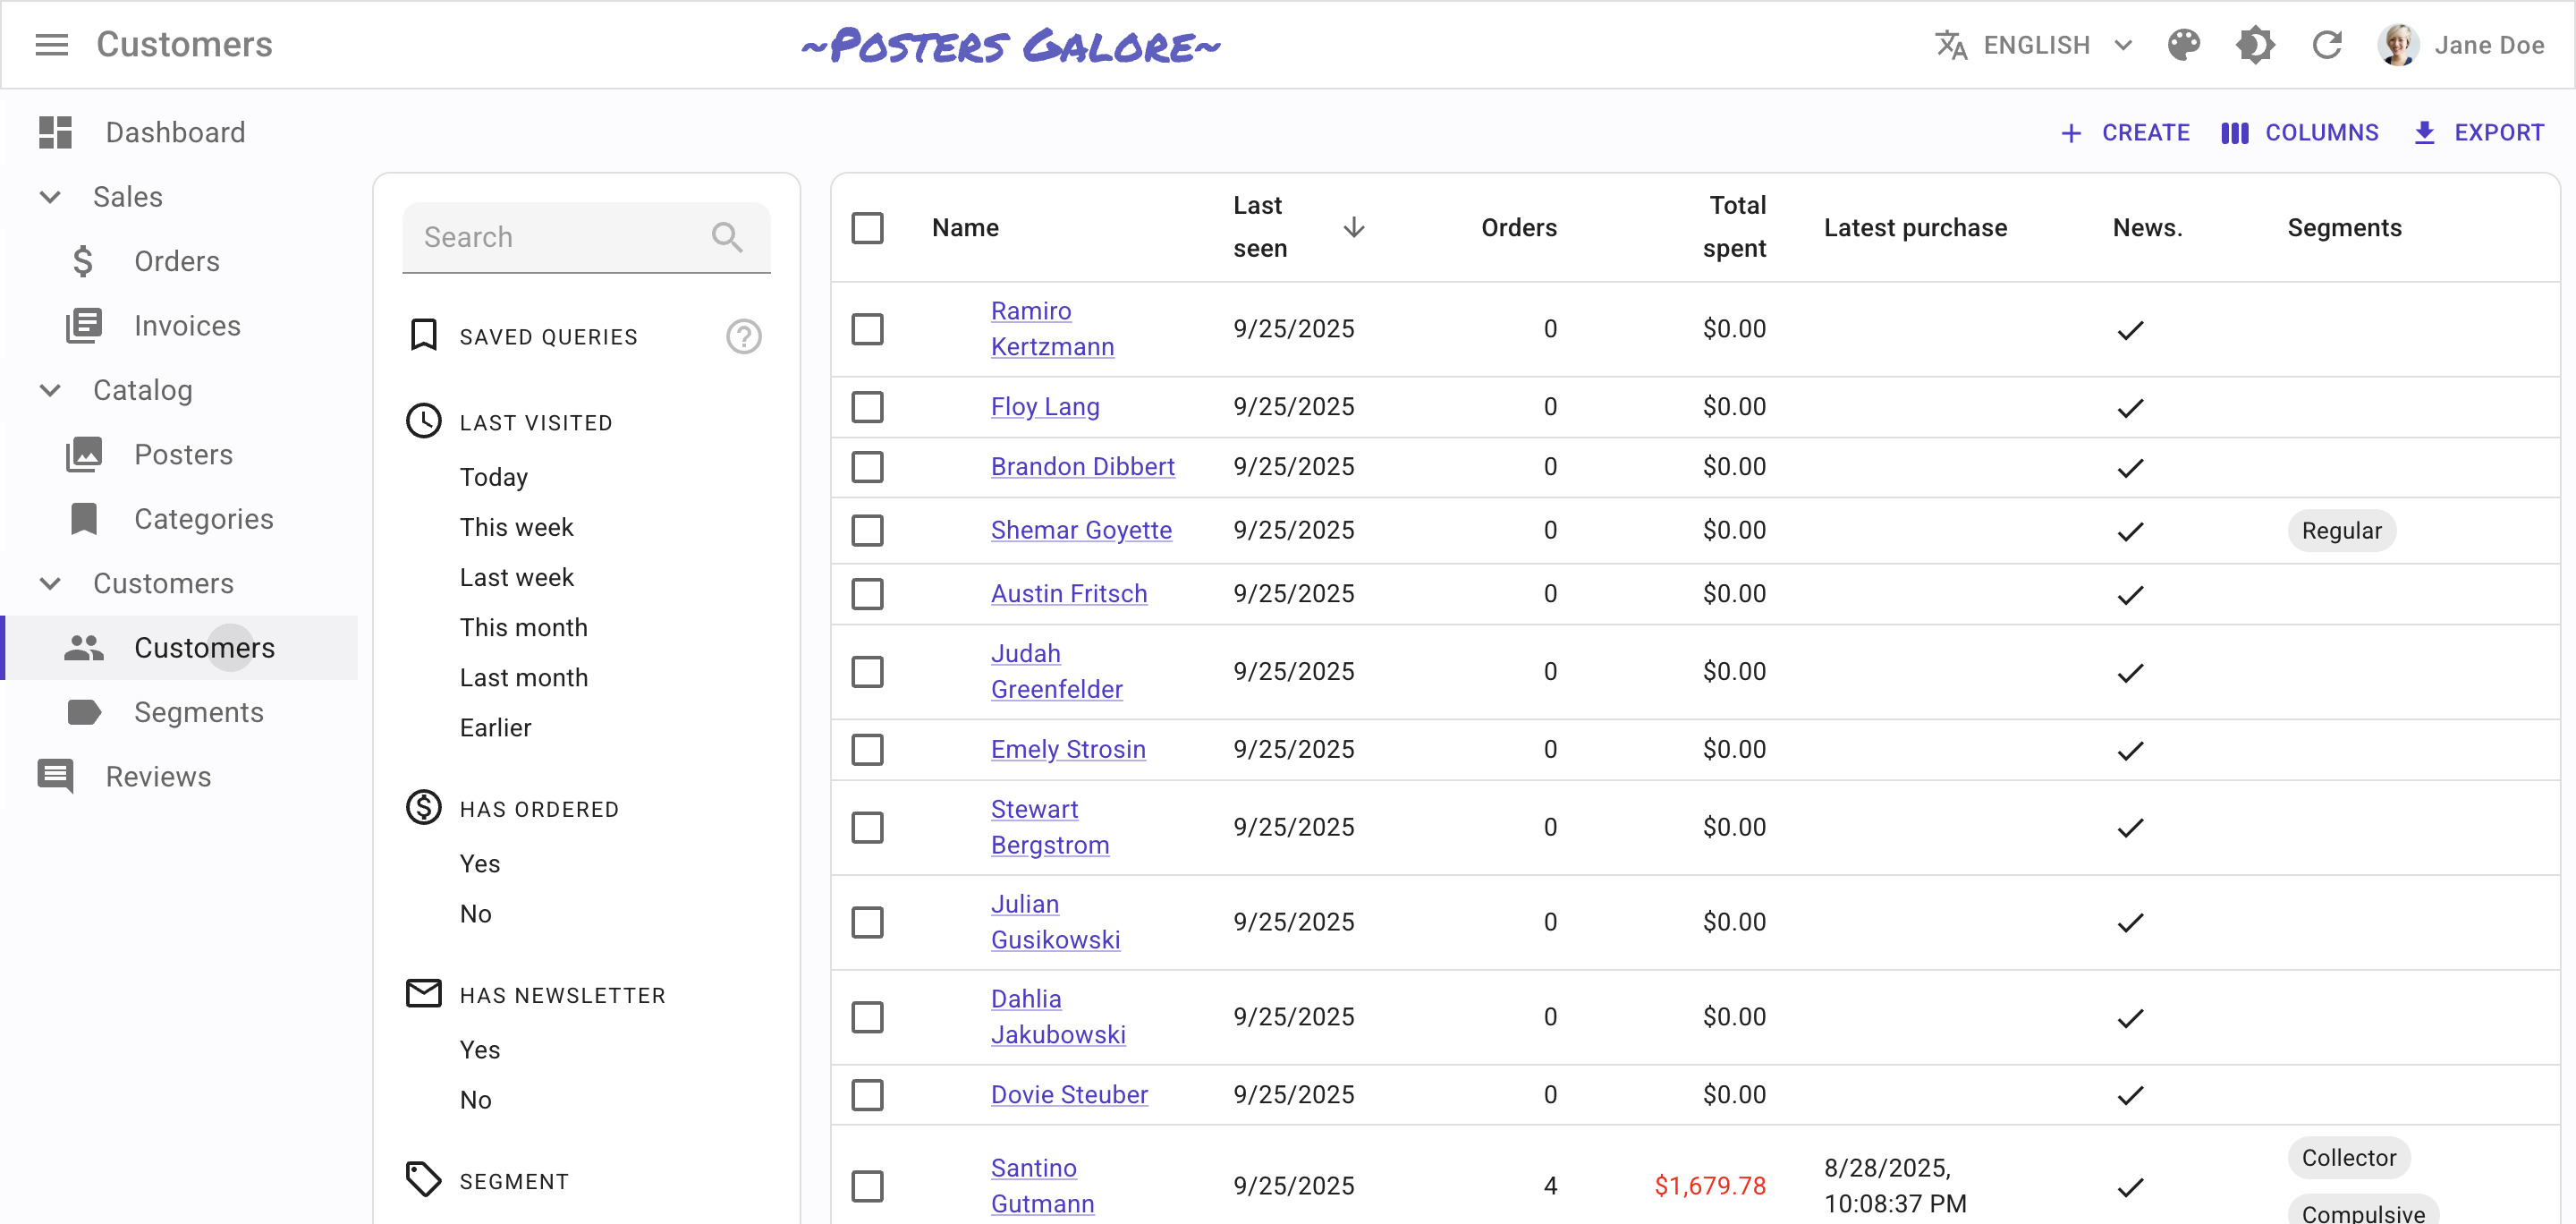 Customers
~Posters Galore~
ENGLISH
Jane Doe
Dashboard
Sales
Orders
Invoices
Catalog
Posters
Categories
Customers
Customers
Segments
Reviews
CREATE
COLUMNS
EXPORT
Search
SAVED QUERIES
LAST VISITED
Today
This week
Last week
This month
Last month
Earlier
HAS ORDERED
Yes
No
HAS NEWSLETTER
Yes
No
SEGMENT
Name
Last
seen
Orders
Total
spent
Latest purchase
News.
Segments
Ramiro
Kertzmann
9/25/2025
0
$0.00
Floy Lang
9/25/2025
0
$0.00
Brandon Dibbert
9/25/2025
0
$0.00
Shemar Goyette
9/25/2025
0
$0.00
Regular
Austin Fritsch
9/25/2025
0
$0.00
Judah
Greenfelder
9/25/2025
0
$0.00
Emely Strosin
9/25/2025
0
$0.00
Stewart
Bergstrom
9/25/2025
0
$0.00
Julian
Gusikowski
9/25/2025
0
$0.00
Dahlia
Jakubowski
9/25/2025
0
$0.00
Dovie Steuber
9/25/2025
0
$0.00
Santino
Gutmann
9/25/2025
4
$1,679.78
8/28/2025,
10:08:37 PM
Collector
Compulsive